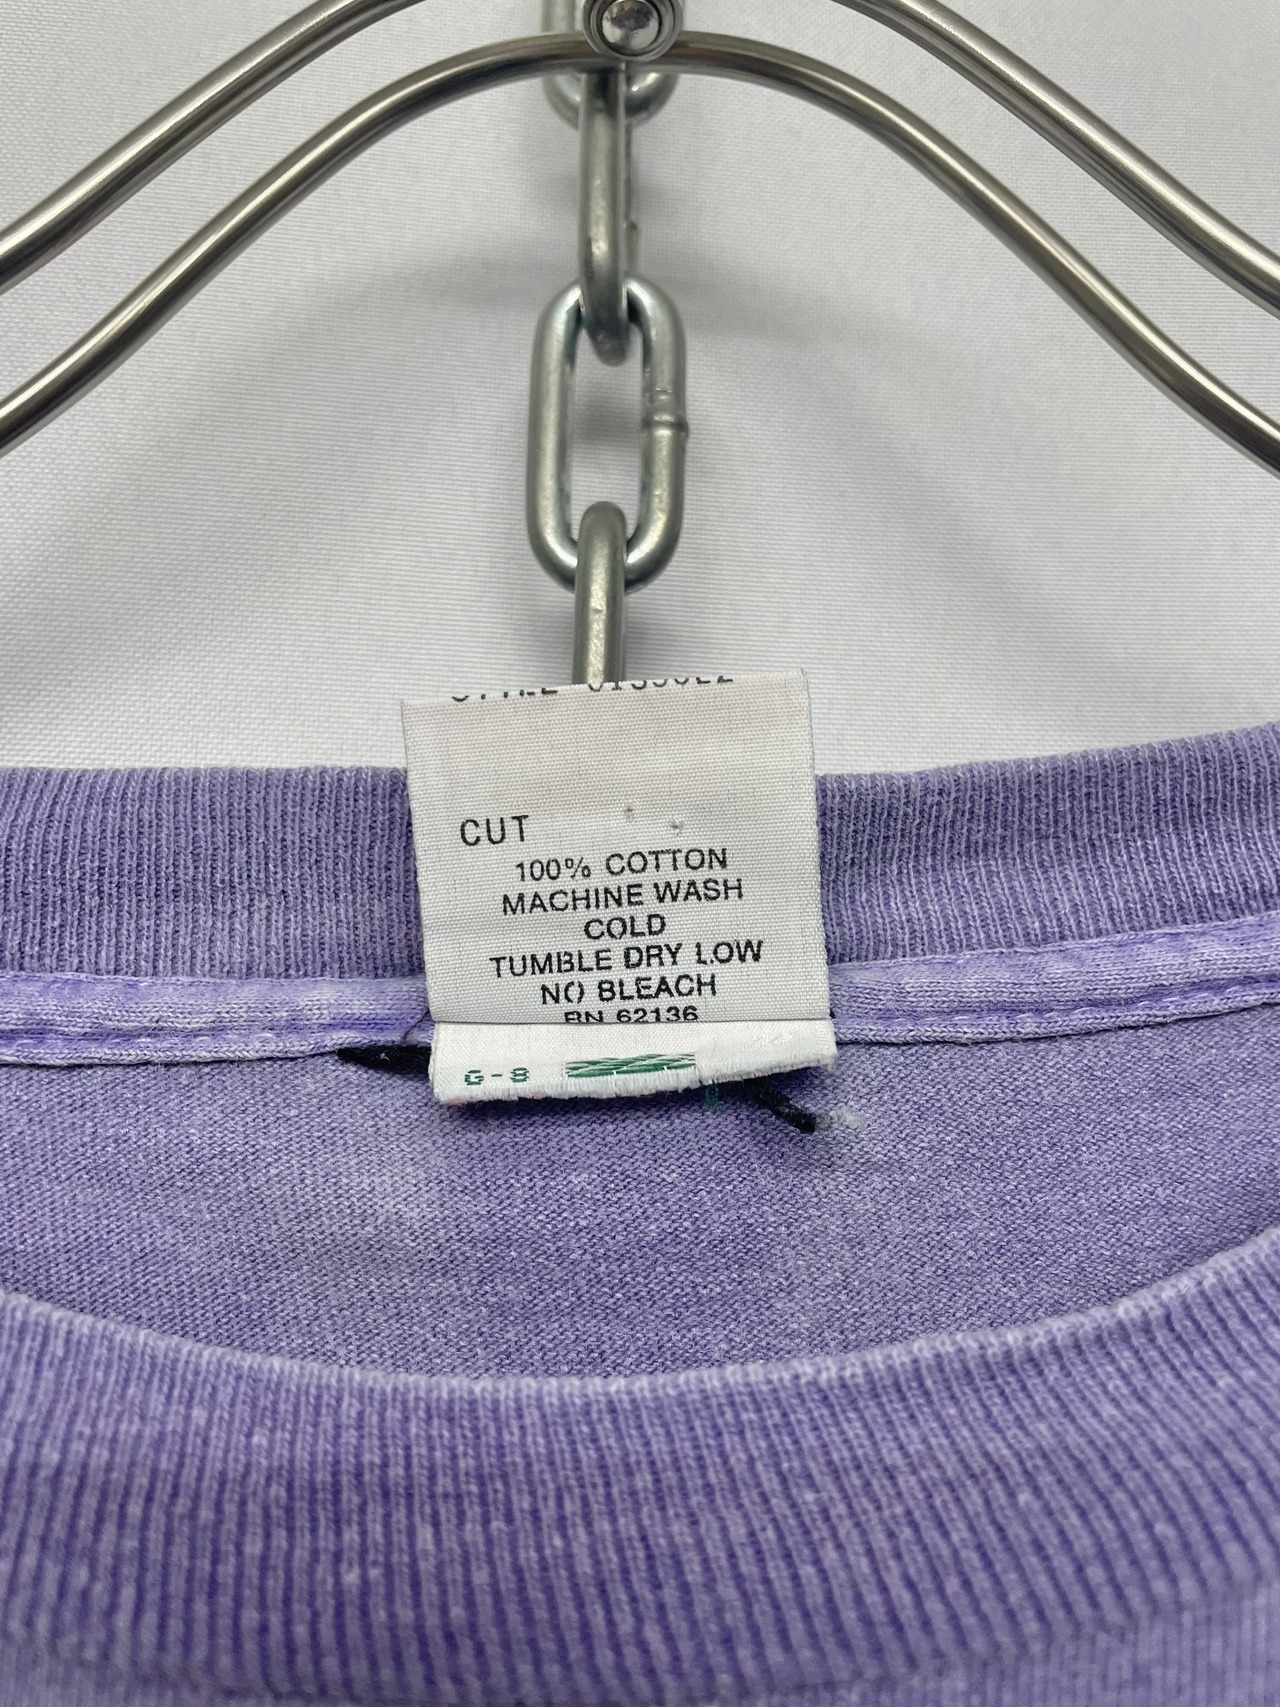 CUT
100% COTTON
MACHINE WASH
COLD
TUMBLE DRY LOW
NO BLEACH
RN 62136
G-8